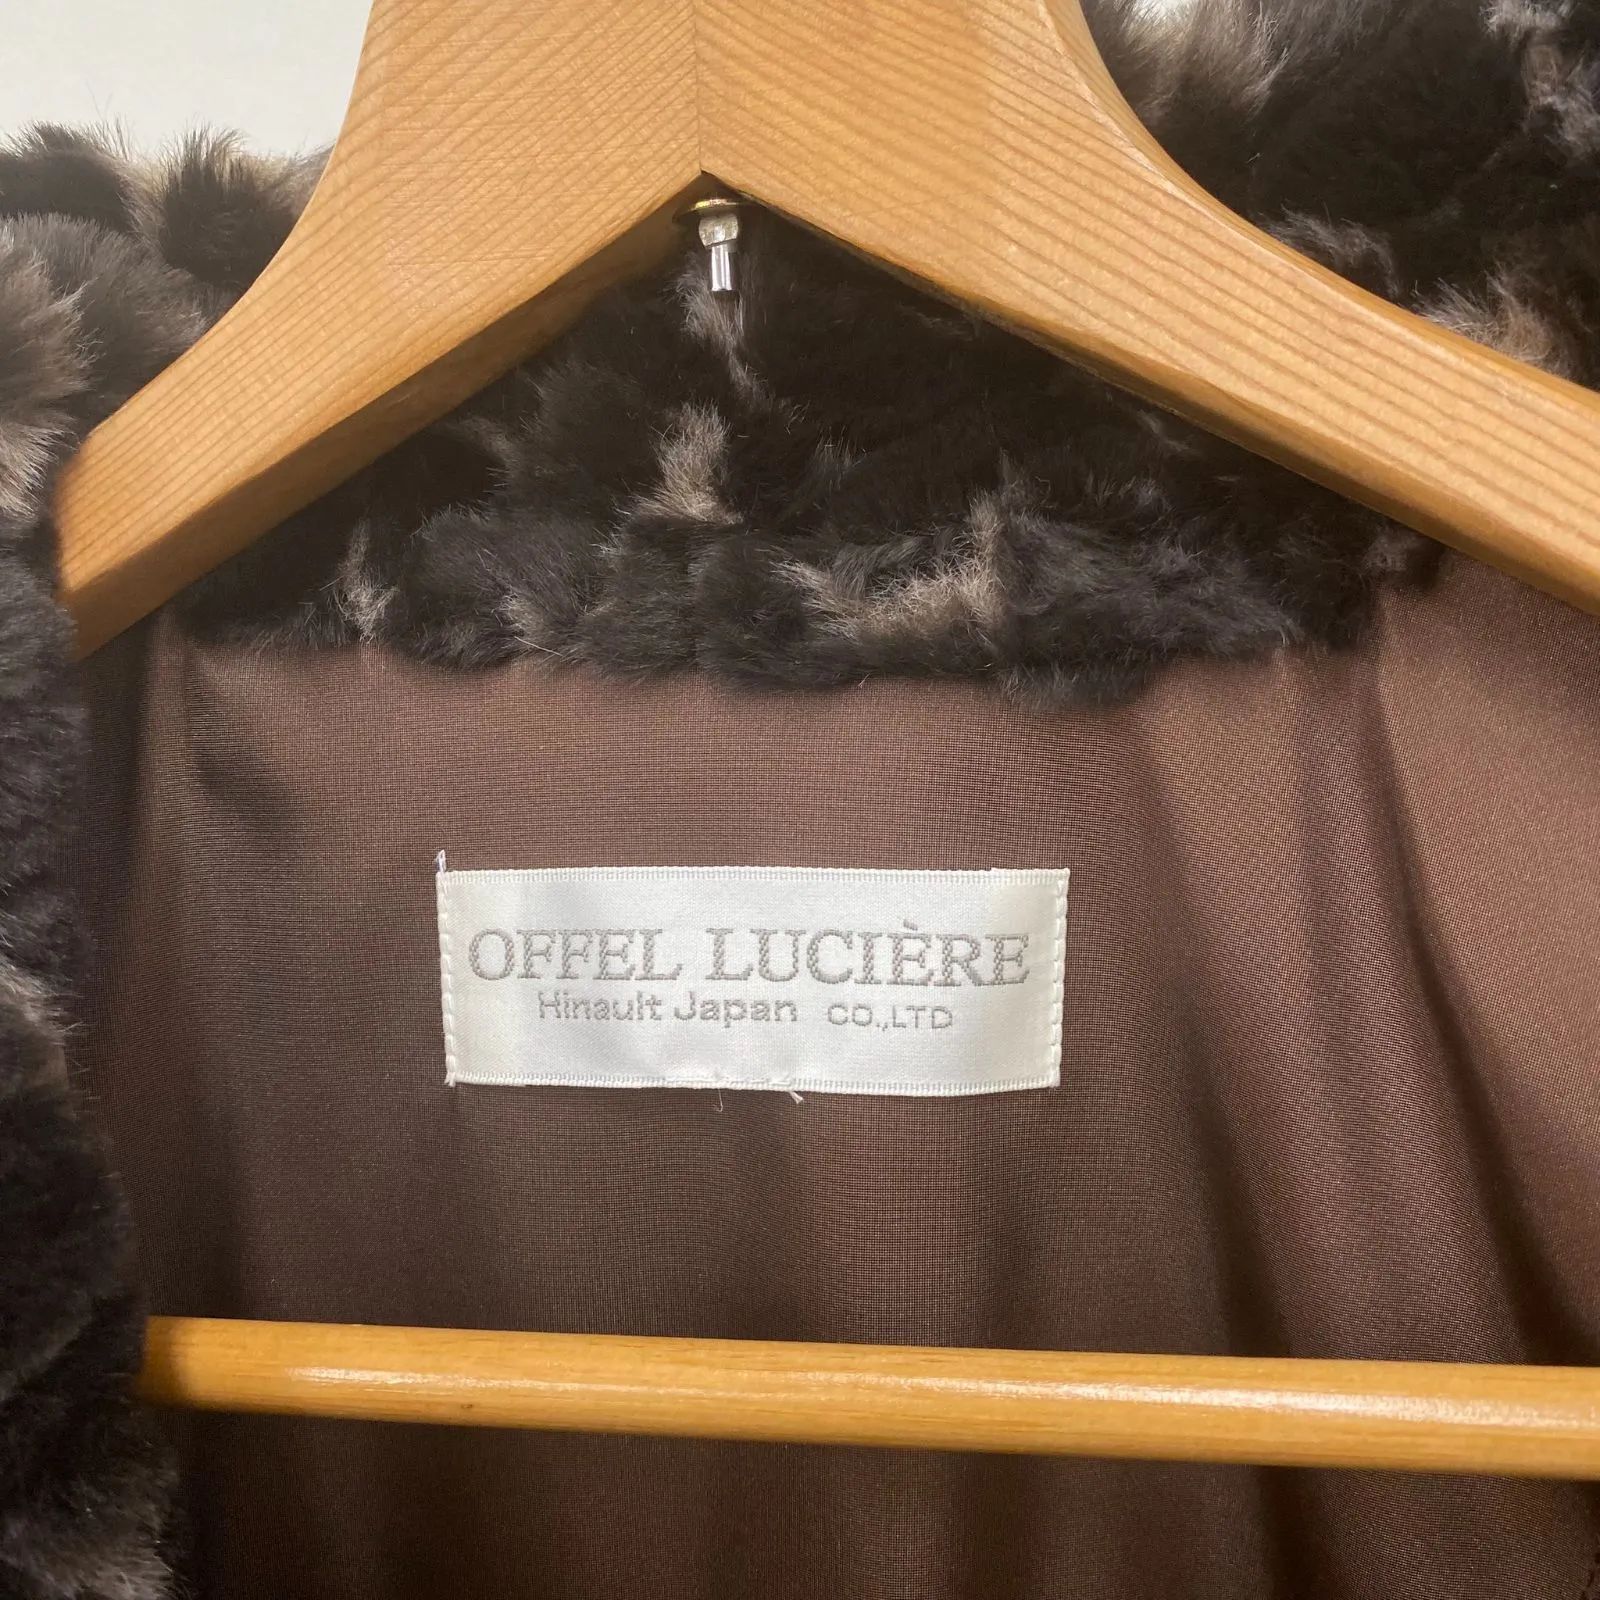 OFFEL LUCIÈRE
Hinault Japan CO.,LTD